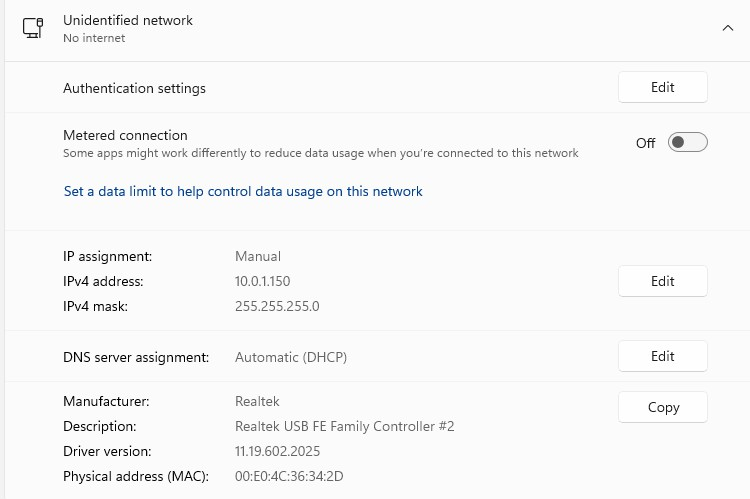 Unidentified network
No internet
Authentication settings
Edit
Metered connection
Some apps might work differently to reduce data usage when you're connected to this network
Off
Set a data limit to help control data usage on this network
IP assignment: Manual
IPv4 address: 10.0.1.150
IPv4 mask: 255.255.255.0
Edit
DNS server assignment: Automatic (DHCP)
Edit
Manufacturer: Realtek
Description: Realtek USB FE Family Controller #2
Driver version: 11.19.602.2025
Physical address (MAC): 00:E0:4C:36:34:2D
Copy